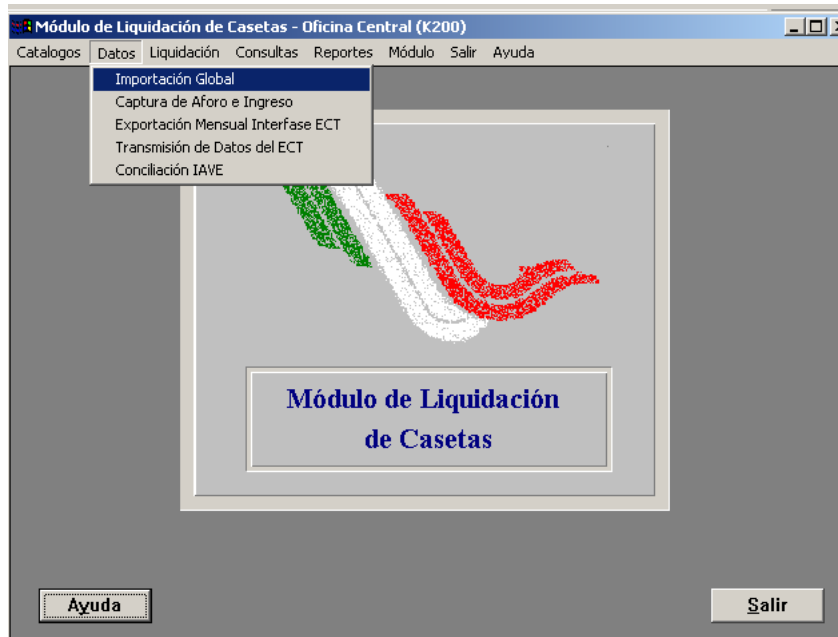 Módulo de Liquidación de Casetas - Oficina Central (K200)
Catalogos Datos Liquidación Consultas Reportes Módulo Salir Ayuda
Importación Global
Captura de Aforo e Ingreso
Exportación Mensual Interfase ECT
Transmisión de Datos del ECT
Conciliación IAVE
Módulo de Liquidación
de Casetas
Ayuda Salir